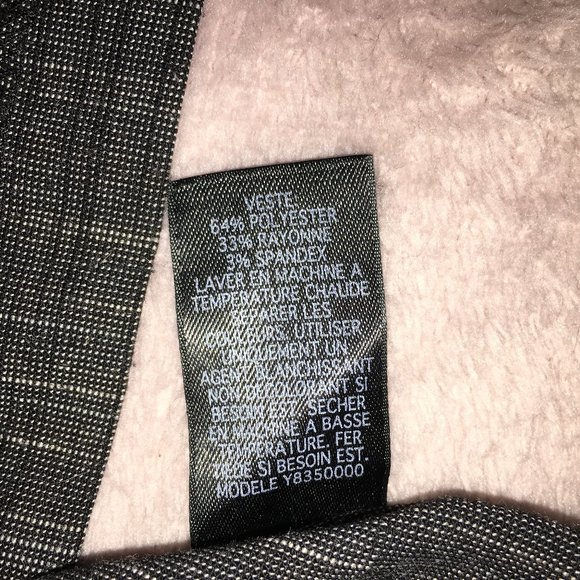 VESTE
64% POLYESTER
33% RAYONNE
3% SPANDEX
LAVER EN MACHINE A
TEMPERATURE CHAUDE
SEPARER LES
COULEURS. UTILISER
UNIQUEMENT UN
AGENT BLANCHISSANT
NON DECOLORANT SI
BESOIN EST. SECHER
EN MACHINE A BASSE
TEMPERATURE. FER
TIEDE SI BESOIN EST.
MODELE Y8350000